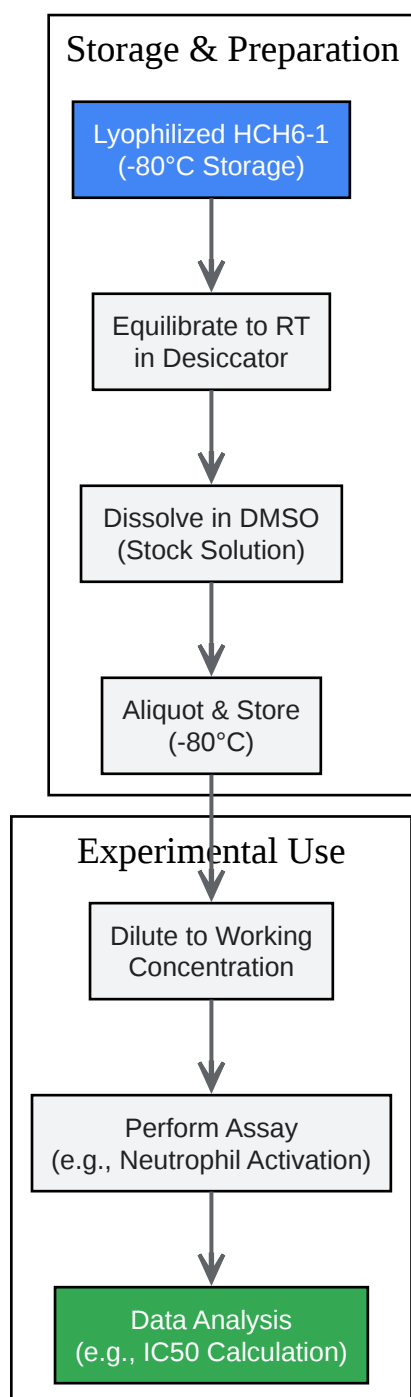 Storage & Preparation
Lyophilized HCH6-1
(-80°C Storage)
Equilibrate to RT
in Desiccator
Dissolve in DMSO
(Stock Solution)
Aliquot & Store
(-80°C)
Experimental Use
Dilute to Working
Concentration
Perform Assay
(e.g., Neutrophil Activation)
Data Analysis
(e.g., IC50 Calculation)